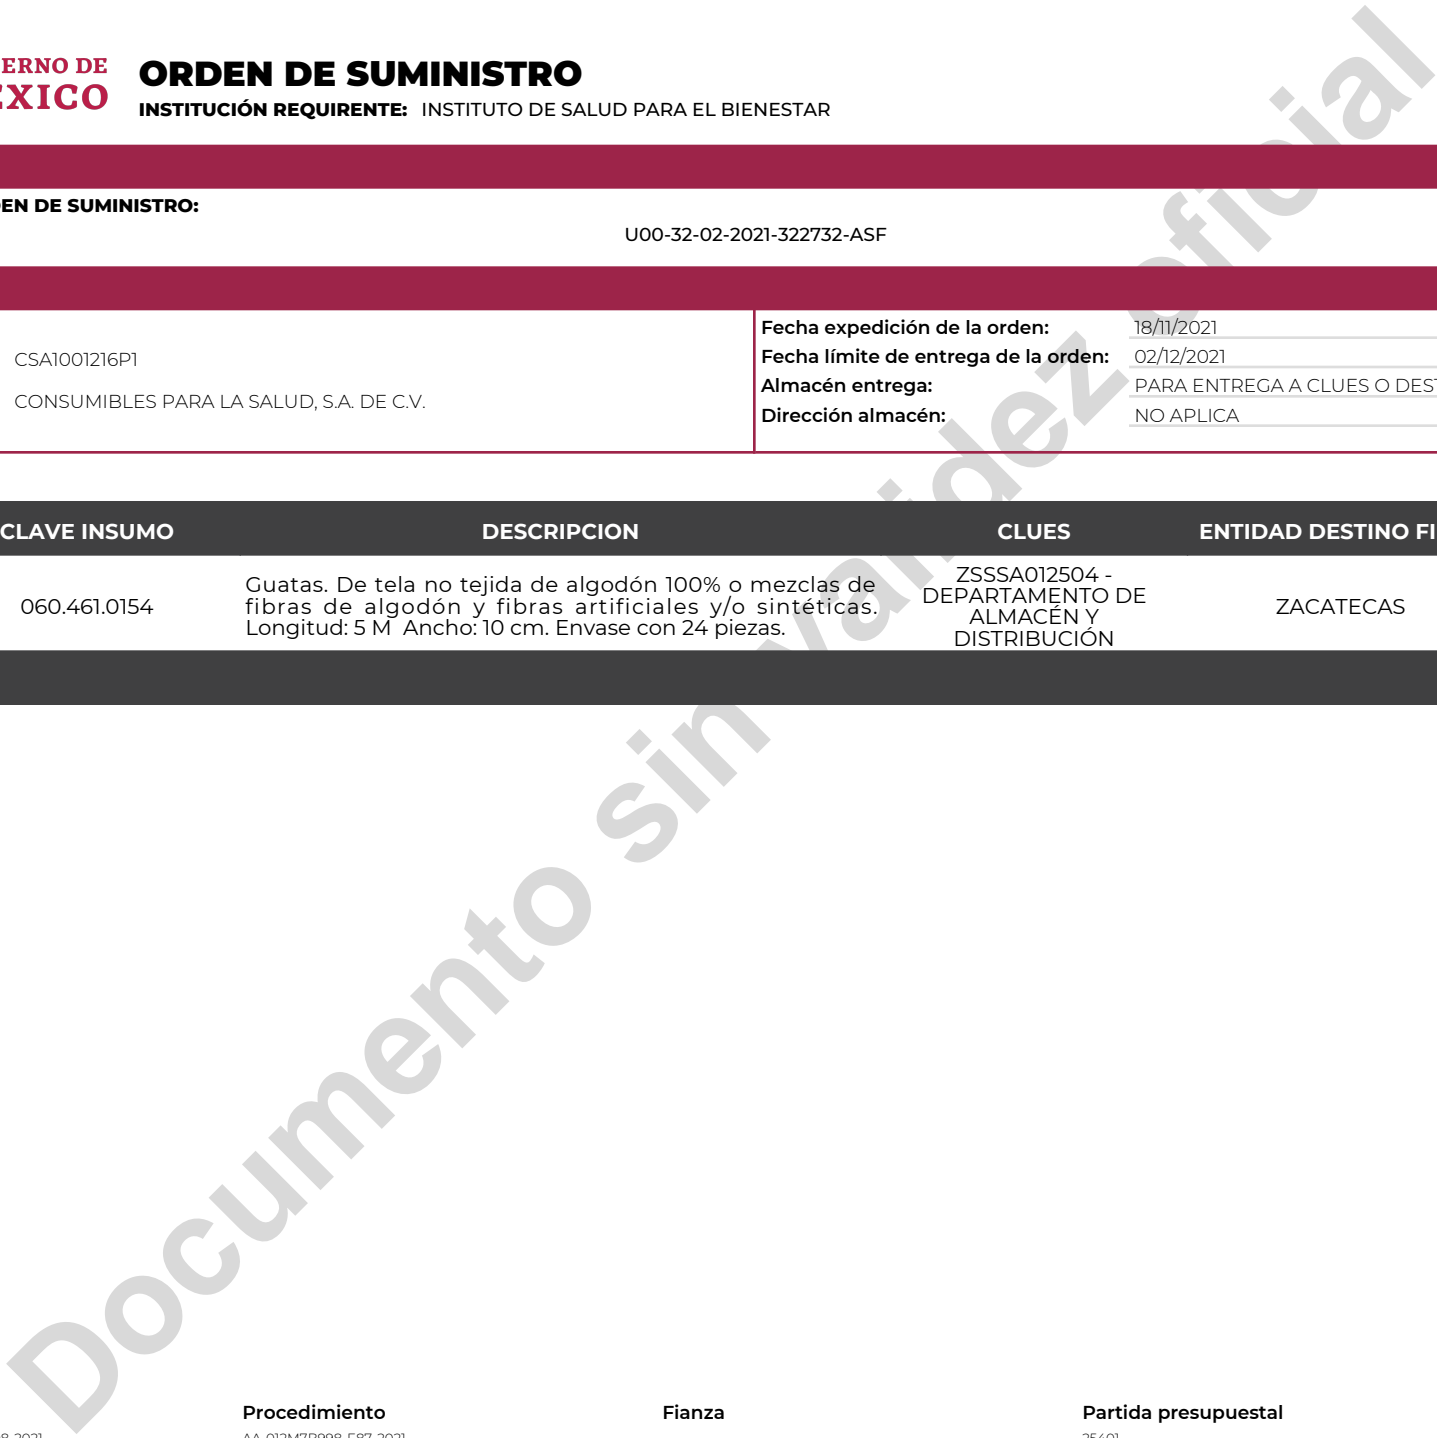 ERNO DE
EXICO
ORDEN DE SUMINISTRO
INSTITUCIÓN REQUIRENTE: INSTITUTO DE SALUD PARA EL BIENESTAR
EN DE SUMINISTRO:
U00-32-02-2021-322732-ASF
CSA1001216P1
CONSUMIBLES PARA LA SALUD, S.A. DE C.V.
Fecha expedición de la orden: 18/11/2021
Fecha límite de entrega de la orden: 02/12/2021
Almacén entrega: PARA ENTREGA A CLUES O DEST
Dirección almacén: NO APLICA
CLAVE INSUMO DESCRIPCION CLUES ENTIDAD DESTINO FI
060.461.0154
Guatas. De tela no tejida de algodón 100% o mezclas de
fibras de algodón y fibras artificiales y/o sintéticas.
Longitud: 5 M Ancho: 10 cm. Envase con 24 piezas.
ZSSSA012504 -
DEPARTAMENTO DE
ALMACÉN Y
DISTRIBUCIÓN
ZACATECAS
Documento sin validez oficial
Procedimiento Fianza Partida presupuestal